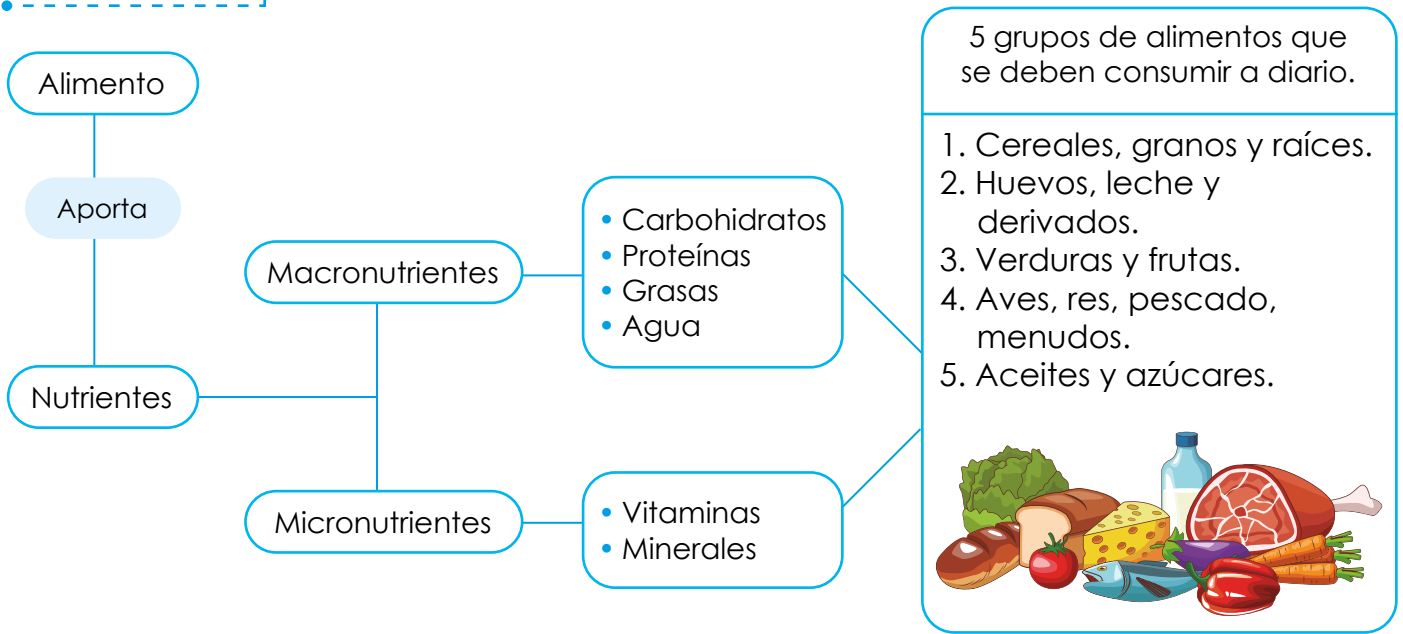 Alimento
Aporta
Nutrientes
Macronutrientes
Micronutrientes
• Carbohidratos
• Proteínas
• Grasas
• Agua
• Vitaminas
• Minerales
5 grupos de alimentos que
se deben consumir a diario.
1. Cereales, granos y raíces.
2. Huevos, leche y
derivados.
3. Verduras y frutas.
4. Aves, res, pescado,
menudos.
5. Aceites y azúcares.